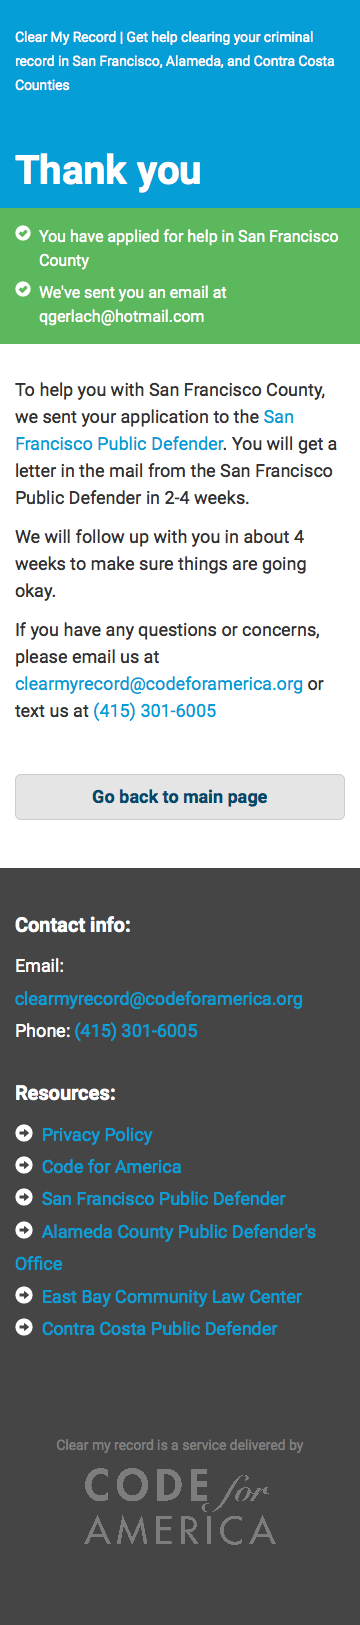 Clear My Record | Get help clearing your criminal
record in San Francisco, Alameda, and Contra Costa
Counties
Thank you
You have applied for help in San Francisco
County
We've sent you an email at
qgerlach@hotmail.com
To help you with San Francisco County,
we sent your application to the San
Francisco Public Defender. You will get a
letter in the mail from the San Francisco
Public Defender in 2-4 weeks.
We will follow up with you in about 4
weeks to make sure things are going
okay.
If you have any questions or concerns,
please email us at
clearmyrecord@codeforamerica.org or
text us at (415) 301-6005
Go back to main page
Contact info:
Email:
clearmyrecord@codeforamerica.org
Phone: (415) 301-6005
Resources:
Privacy Policy
Code for America
San Francisco Public Defender
Alameda County Public Defender's
Office
East Bay Community Law Center
Contra Costa Public Defender
Clear my record is a service delivered by
CODE for
AMERICA